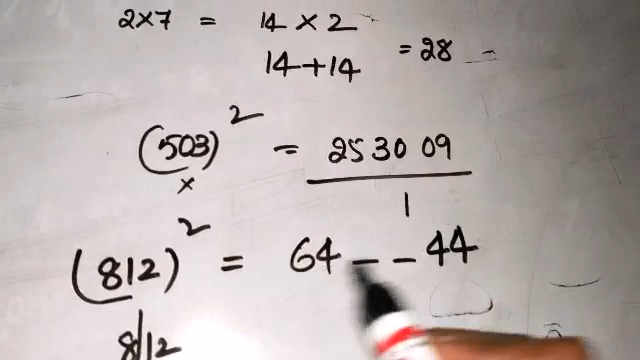 2×7 = 14 × 2
14+14 = 28
(503)² = 25 30 09
×
1
(812)² = 64 _ _ 44
8/12